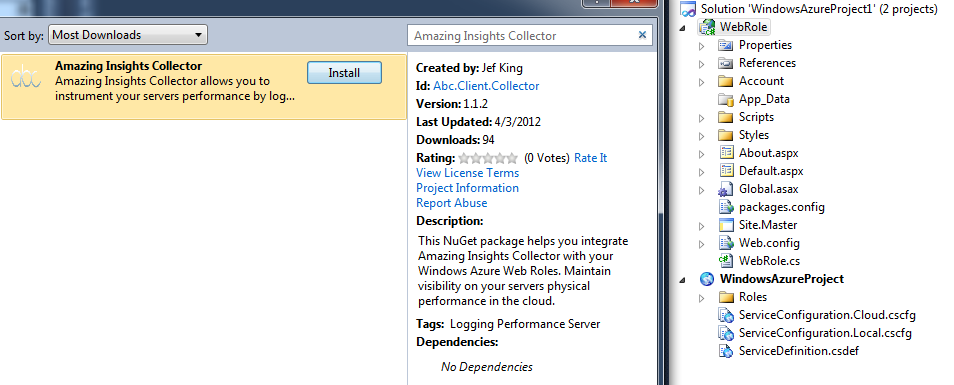 Sort by:
Most Downloads
Amazing Insights Collector
abc
Amazing Insights Collector
Install
Amazing Insights Collector allows you to
instrument your servers performance by log...
Created by: Jef King
Id: Abc.Client.Collector
Version: 1.1.2
Last Updated: 4/3/2012
Downloads: 94
Rating: (0 Votes) Rate It
View License Terms
Project Information
Report Abuse
Description:
This NuGet package helps you integrate
Amazing Insights Collector with your
Windows Azure Web Roles. Maintain
visibility on your servers physical
performance in the cloud.
Tags: Logging Performance Server
Dependencies:
No Dependencies
Solution 'WindowsAzureProject1' (2 projects)
WebRole
Properties
References
Account
App_Data
Scripts
Styles
About.aspx
Default.aspx
Global.asax
packages.config
Site.Master
Web.config
WebRole.cs
WindowsAzureProject
Roles
ServiceConfiguration.Cloud.cscfg
ServiceConfiguration.Local.cscfg
ServiceDefinition.csdef